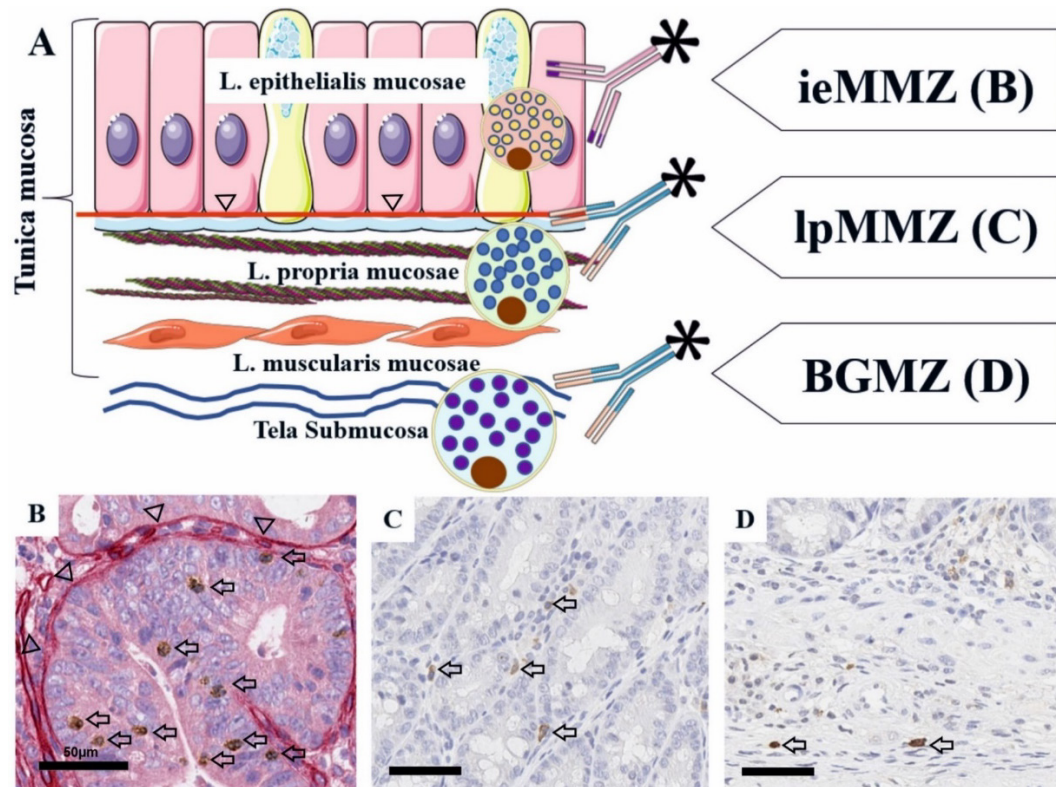 A
Tunica mucosa
L. epithelialis mucosae
ieMMZ (B)
L. propria mucosae
lpMMZ (C)
L. muscularis mucosae
BGMZ (D)
Tela Submucosa
B
50µm
C
D